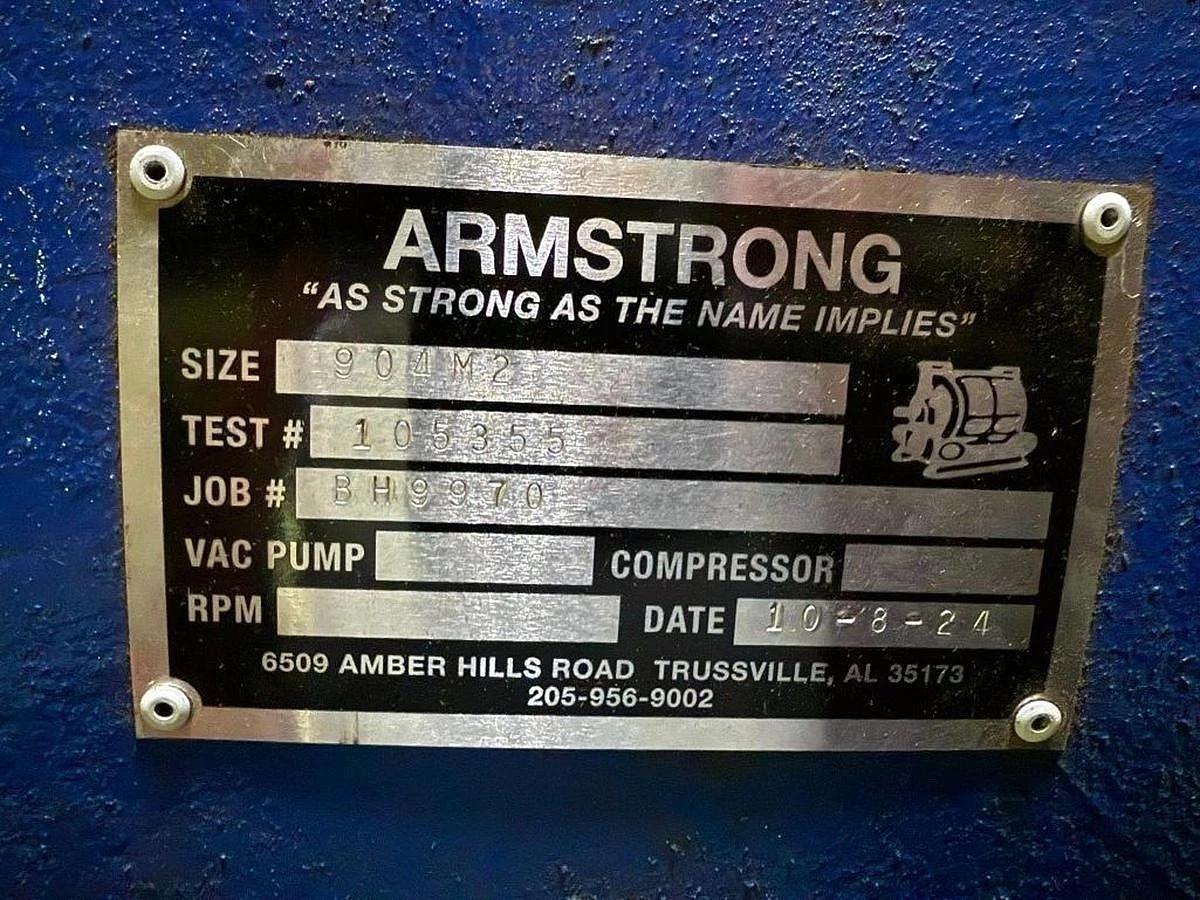 ARMSTRONG
“AS STRONG AS THE NAME IMPLIES”
SIZE 904M2
TEST # 105355
JOB # BH9970
VAC PUMP COMPRESSOR
RPM DATE 10-8-24
6509 AMBER HILLS ROAD TRUSSVILLE, AL 35173
205-956-9002